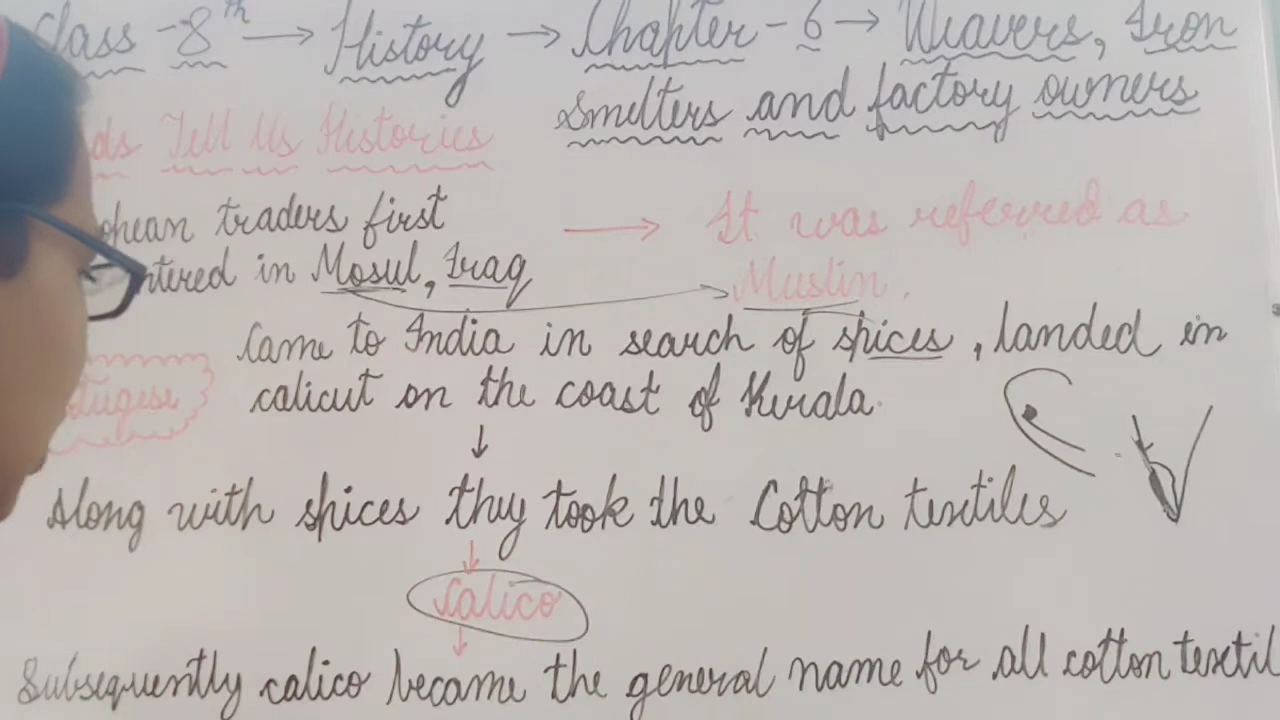 Class -8th → History → Chapter - 6 → Weavers, Iron
Smelters and factory owners
Tell Us Histories
traders first → It was referred as
in Mosul, Iraq Muslin.
Came to India in search of spices, landed in
calicut on the coast of Kerala.
Along with spices they took the Cotton textiles
Calico
Subsequently calico became the general name for all cotton textil